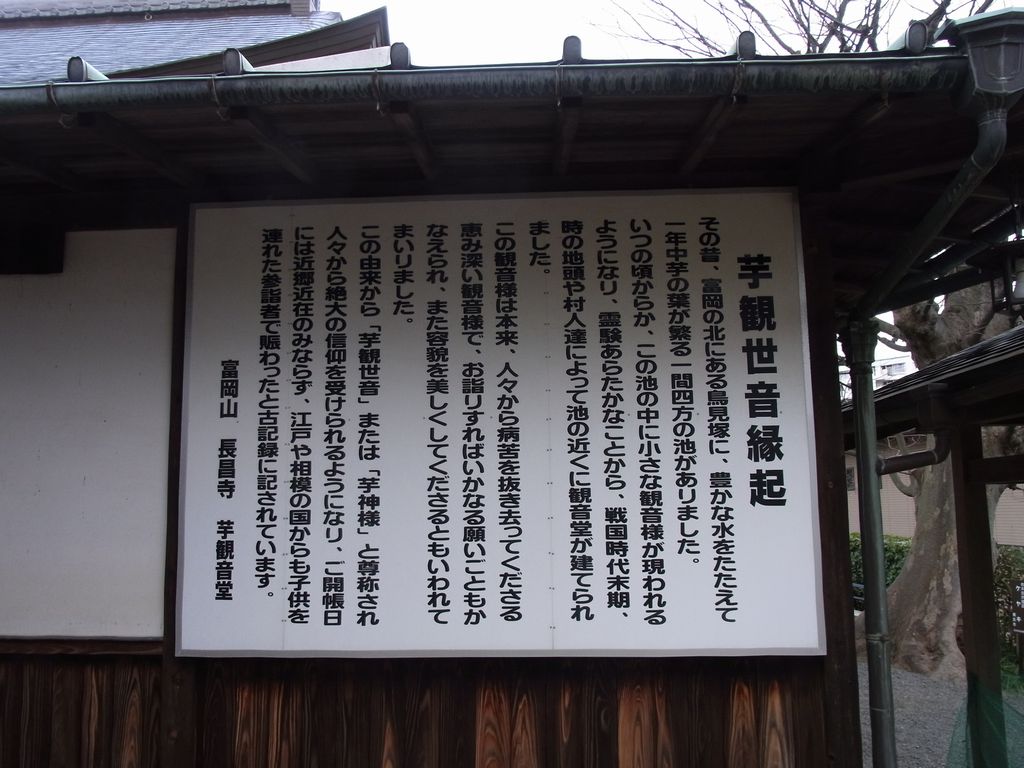 芋観世音縁起
その昔、富岡の北にある鳥見塚に、豊かな水をたたえて
一年中芋の葉が繁る一間四方の池がありました。
いつの頃からか、この池の中に小さな観音様が現われる
ようになり、霊験あらたかなことから、戦国時代末期、
時の地頭や村人達によって池の近くに観音堂が建てられ
ました。
この観音様は本来、人々から病苦を抜き去ってくださる
恵み深い観音様で、お詣りすればいかなる願いごともか
なえられ、また容貌を美しくしてくださるともいわれて
まいりました。
この由来から「芋観世音」または「芋神様」と尊称され
人々から絶大の信仰を受けられるようになり、ご開帳日
には近郷近在のみならず、江戸や相模の国からも子供を
連れた参詣者で賑わったと古記録に記されています。
富岡山 長昌寺 芋観音堂